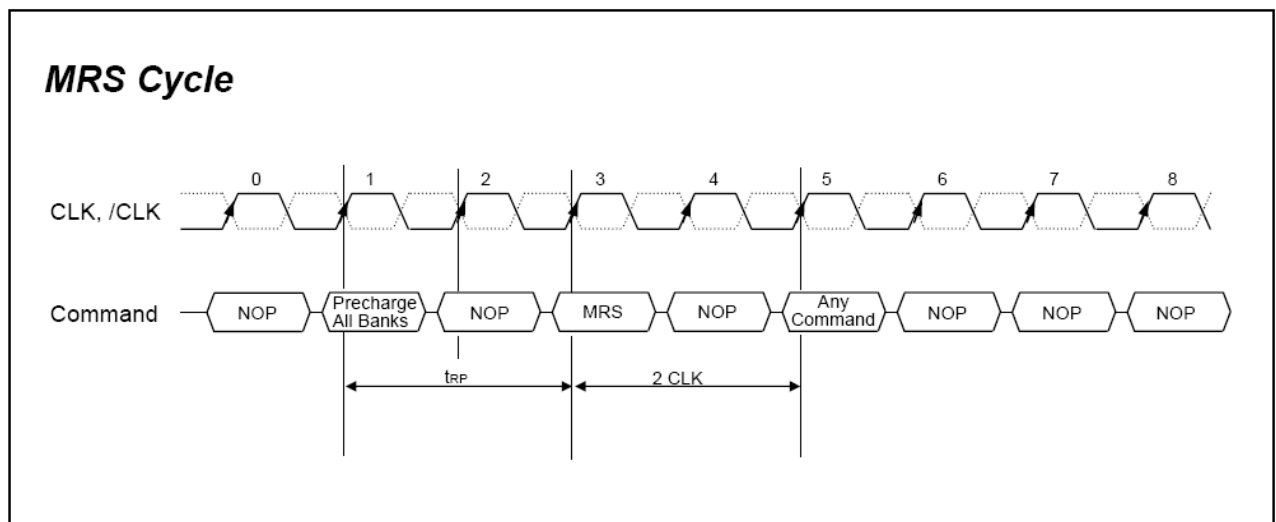 MRS Cycle
0 1 2 3 4 5 6 7 8
CLK, /CLK
Command
NOP
Precharge
All Banks
NOP
MRS
NOP
Any
Command
NOP
NOP
NOP
tRP
2 CLK